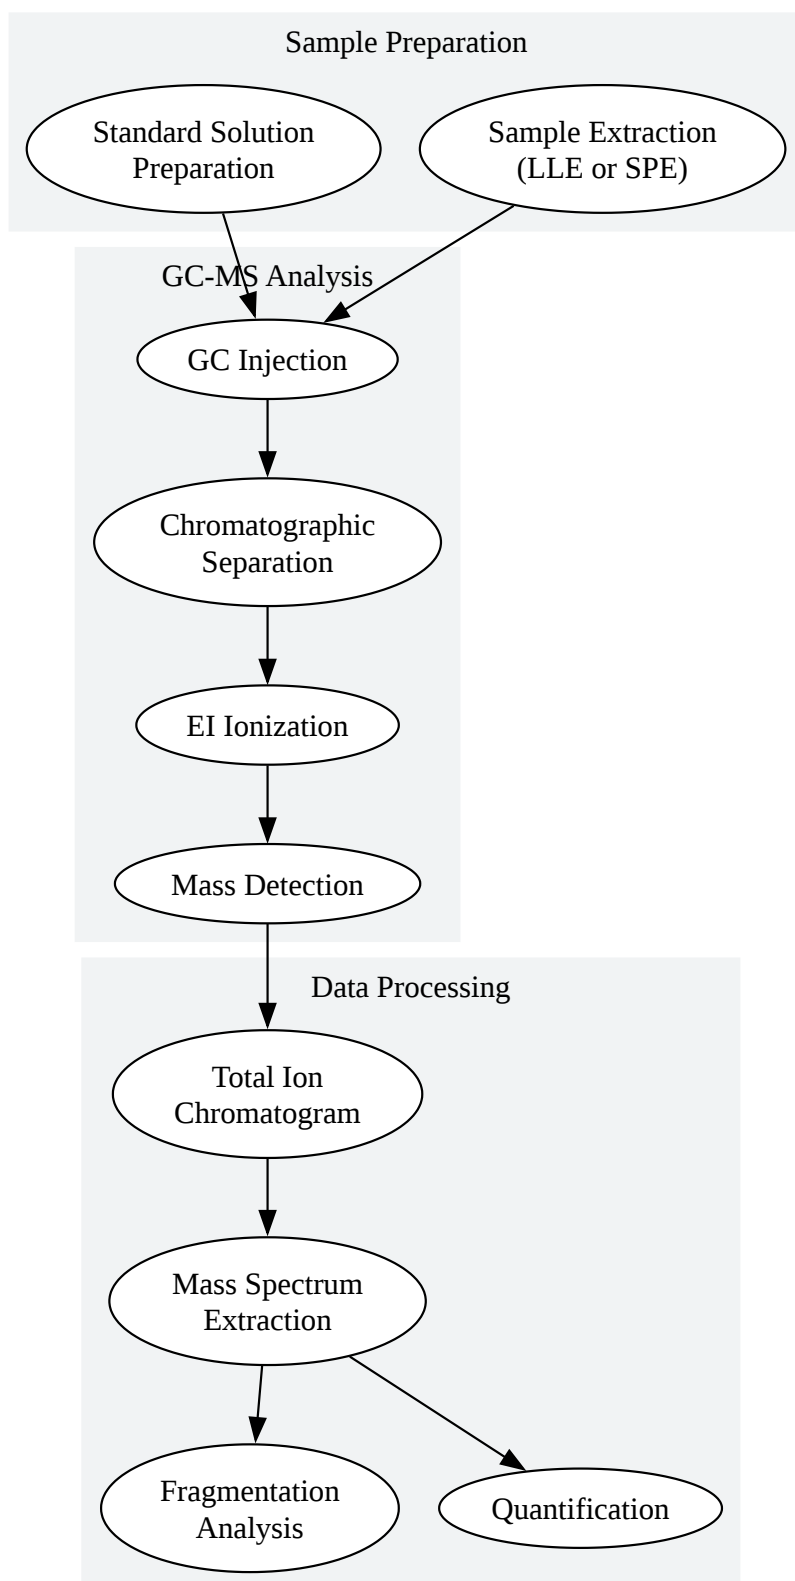 Sample Preparation
Standard Solution
Preparation
Sample Extraction
(LLE or SPE)
GC-MS Analysis
GC Injection
Chromatographic
Separation
EI Ionization
Mass Detection
Data Processing
Total Ion
Chromatogram
Mass Spectrum
Extraction
Fragmentation
Analysis
Quantification